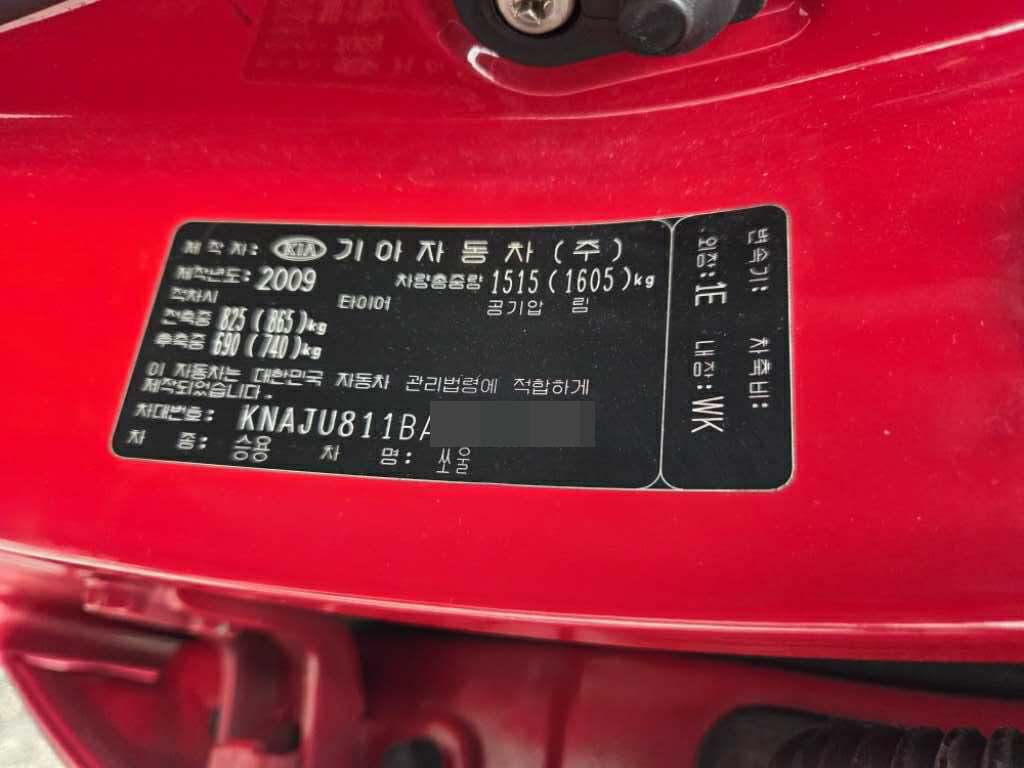 제 작 자: KIA 기아자동차(주)
제작년도: 2009 차량총중량 1515(1605)kg
적차시 타이어 공기압 림
전축중 825(865)kg
후축중 690(740)kg
이 자동차는 대한민국 자동차 관리법령에 적합하게
제작되었습니다.
차대번호: KNAJU811BA
차 종: 승용 차 명: 쏘울
변속기: 차축비:
외장:1E 내장:WK